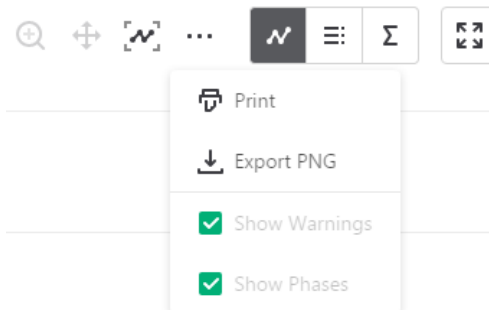 Σ
Print
Export PNG
Show Warnings
Show Phases